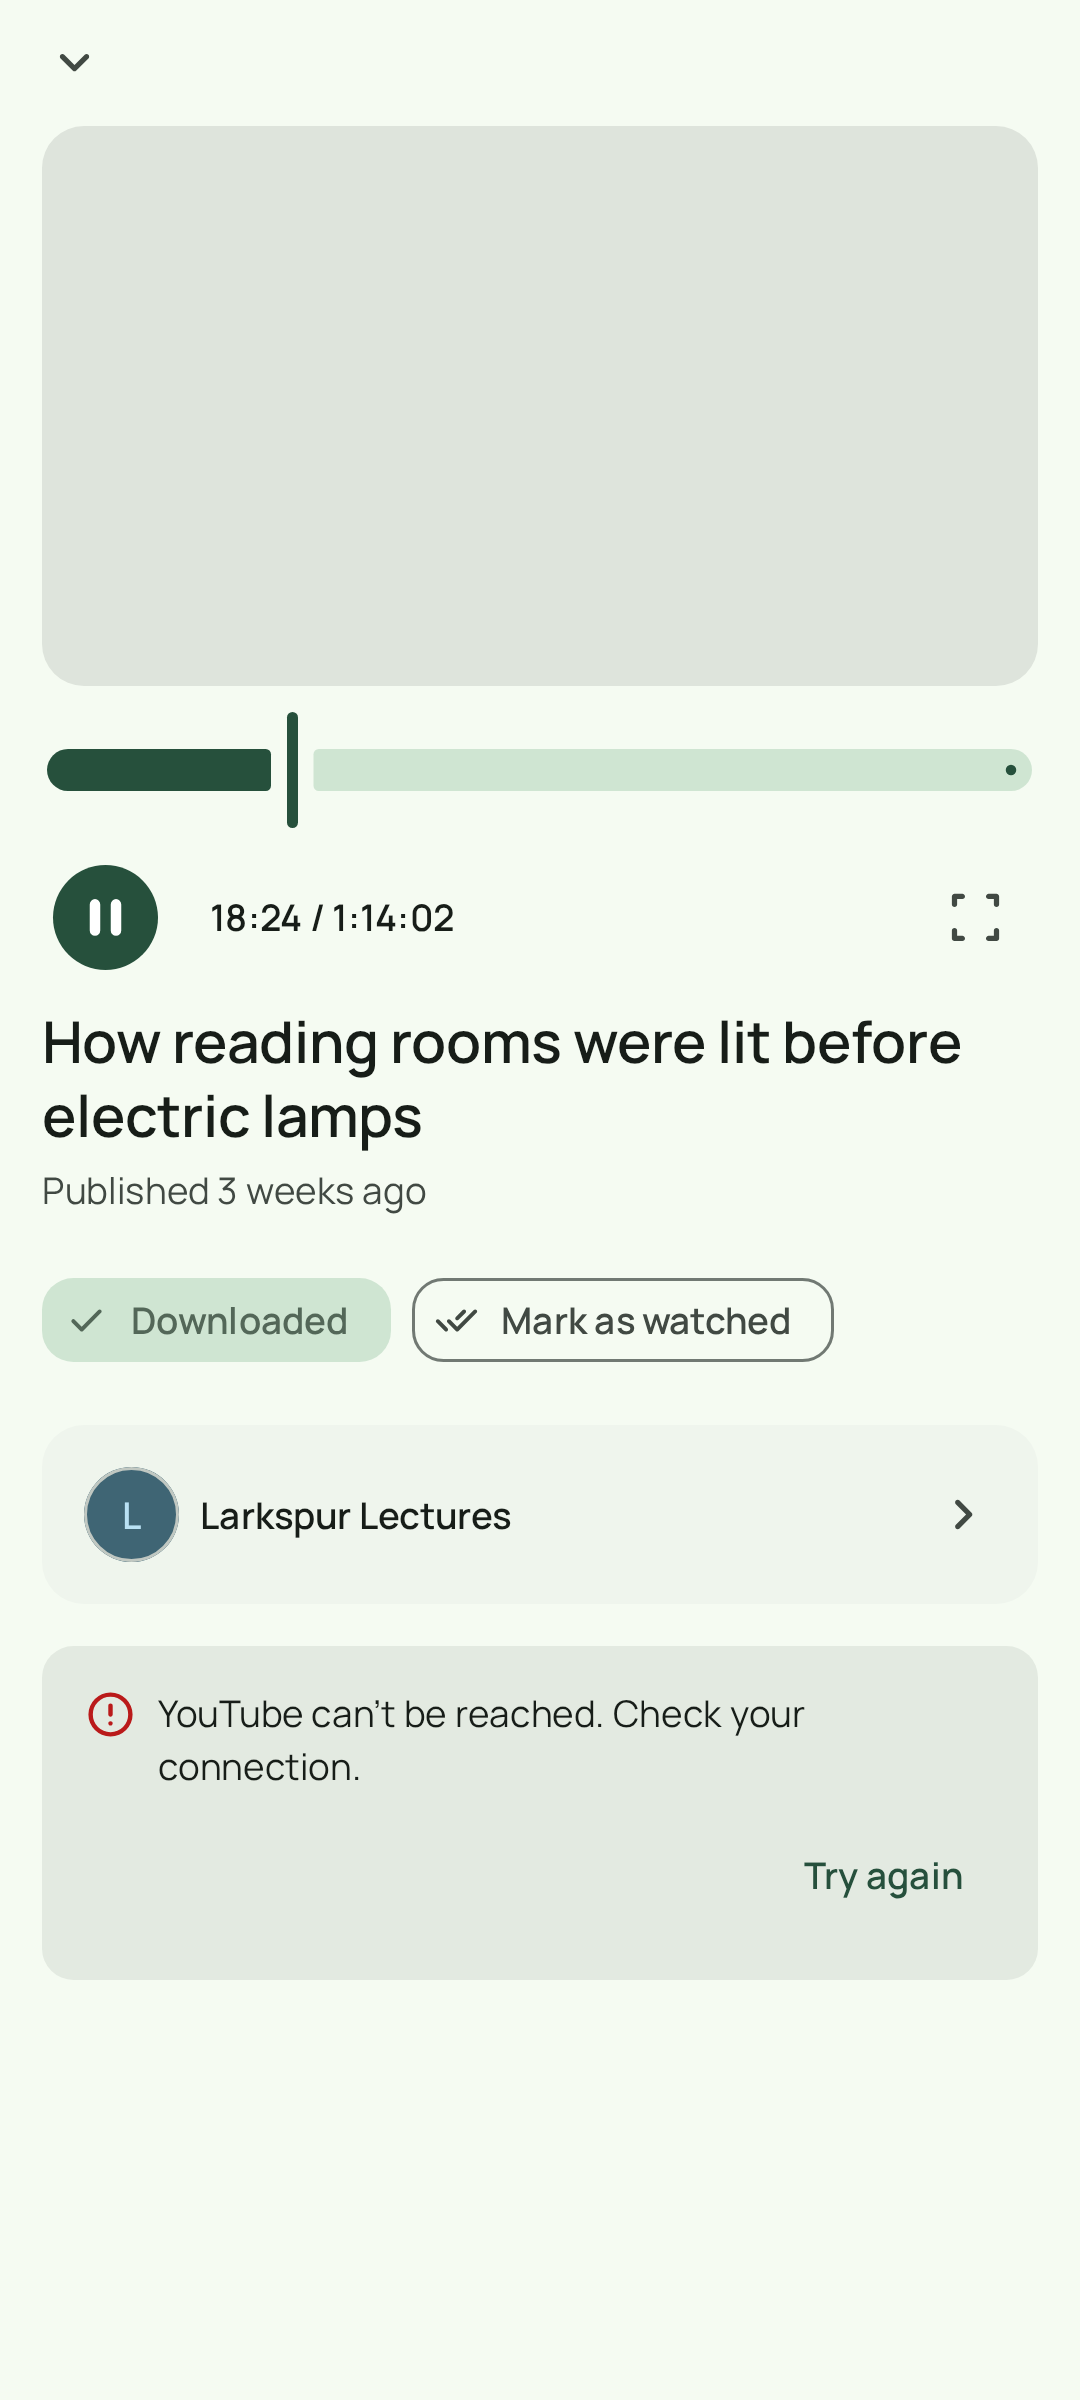 18:24 / 1:14:02
How reading rooms were lit before
electric lamps
Published 3 weeks ago
Downloaded
Mark as watched
L
Larkspur Lectures
YouTube can’t be reached. Check your
connection.
Try again